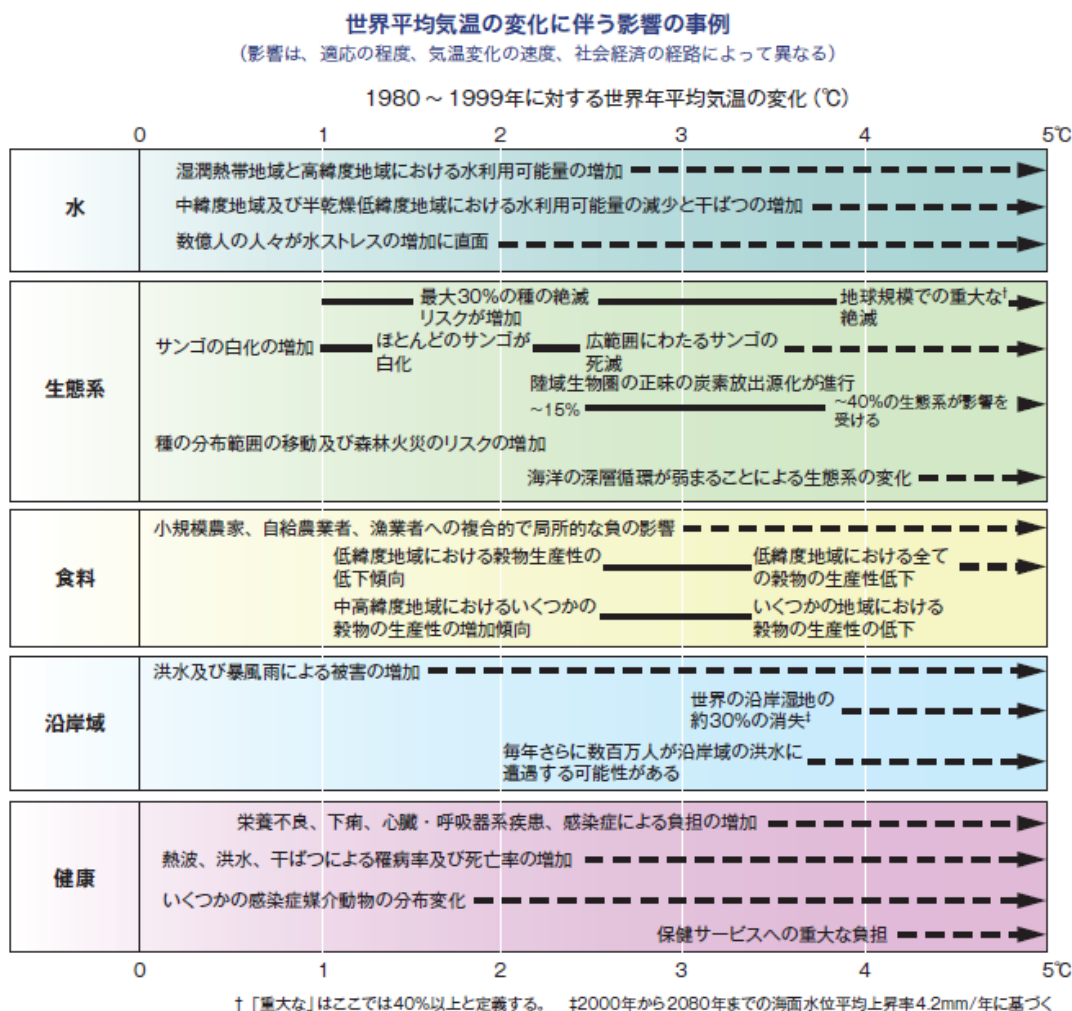 世界平均気温の変化に伴う影響の事例
(影響は、適応の程度、気温変化の速度、社会経済の経路によって異なる)
1980～1999年に対する世界年平均気温の変化(℃)
0 1 2 3 4 5℃
水
湿潤熱帯地域と高緯度地域における水利用可能量の増加
中緯度地域及び半乾燥低緯度地域における水利用可能量の減少と干ばつの増加
数億人の人々が水ストレスの増加に直面
生態系
最大30%の種の絶滅
リスクが増加
地球規模での重大な†
絶滅
サンゴの白化の増加
ほとんどのサンゴが
白化
広範囲にわたるサンゴの
死滅
陸域生物圏の正味の炭素放出源化が進行
~15%
~40%の生態系が影響を
受ける
種の分布範囲の移動及び森林火災のリスクの増加
海洋の深層循環が弱まることによる生態系の変化
食料
小規模農家、自給農業者、漁業者への複合的で局所的な負の影響
低緯度地域における穀物生産性の
低下傾向
低緯度地域における全て
の穀物の生産性低下
中高緯度地域におけるいくつかの
穀物の生産性の増加傾向
いくつかの地域における
穀物の生産性の低下
沿岸域
洪水及び暴風雨による被害の増加
世界の沿岸湿地の
約30%の消失‡
毎年さらに数百万人が沿岸域の洪水に
遭遇する可能性がある
健康
栄養不良、下痢、心臓・呼吸器系疾患、感染症による負担の増加
熱波、洪水、干ばつによる罹病率及び死亡率の増加
いくつかの感染症媒介動物の分布変化
保健サービスへの重大な負担
0 1 2 3 4 5℃
†「重大な」はここでは40%以上と定義する。 ‡2000年から2080年までの海面水位平均上昇率4.2mm/年に基づく